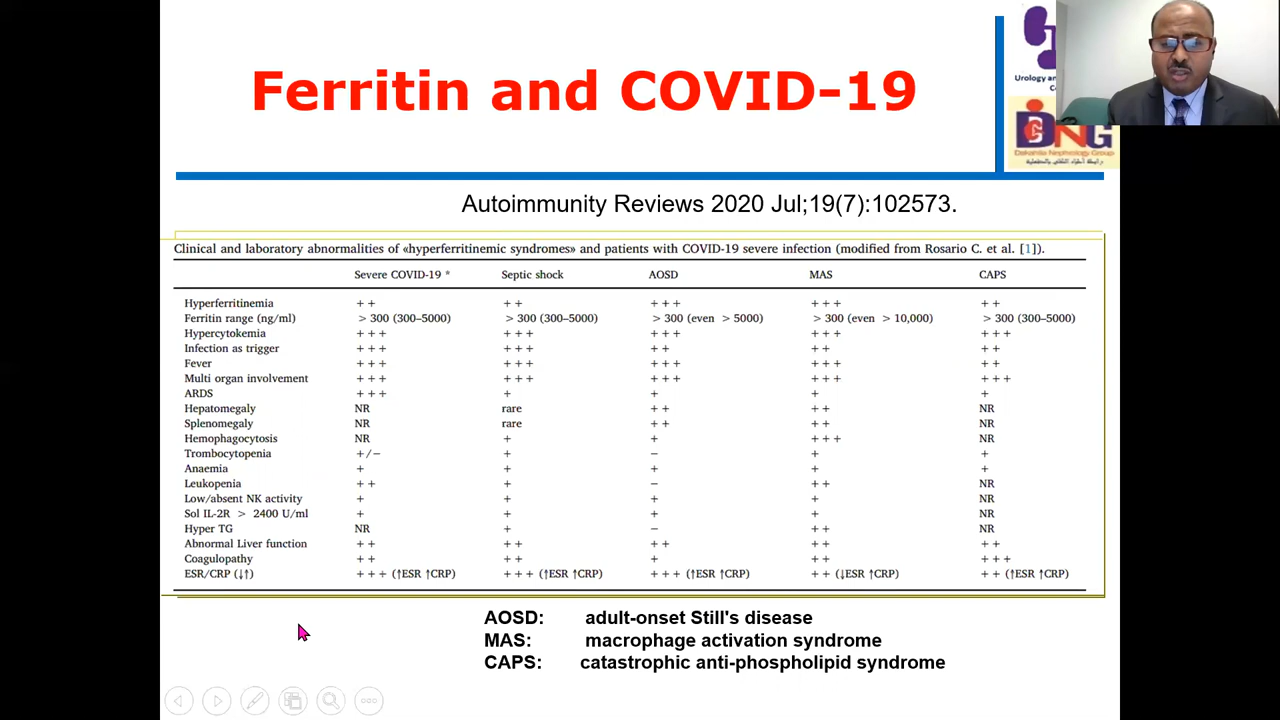 Ferritin and COVID-19
Urology an
DNG
Dakahlia Nephrology Group
Autoimmunity Reviews 2020 Jul;19(7):102573.
Clinical and laboratory abnormalities of «hyperferritinemic syndromes» and patients with COVID-19 severe infection (modified from Rosario C. et al. [1]).
Severe COVID-19 * Septic shock AOSD MAS CAPS
Hyperferritinemia ++ ++ +++ +++ ++
Ferritin range (ng/ml) > 300 (300–5000) > 300 (300–5000) > 300 (even > 5000) > 300 (even > 10,000) > 300 (300–5000)
Hypercytokemia +++ +++ +++ +++ +++
Infection as trigger +++ +++ ++ ++ ++
Fever +++ +++ +++ +++ ++
Multi organ involvement +++ +++ +++ +++ +++
ARDS +++ + + + +
Hepatomegaly NR rare ++ ++ NR
Splenomegaly NR rare ++ ++ NR
Hemophagocytosis NR + + +++ NR
Trombocytopenia +/− + − + +
Anaemia + + + + +
Leukopenia ++ + − ++ NR
Low/absent NK activity + + + + NR
Sol IL-2R > 2400 U/ml + + + + NR
Hyper TG NR + − ++ NR
Abnormal Liver function ++ ++ ++ ++ ++
Coagulopathy ++ ++ + ++ +++
ESR/CRP (↓↑) +++ (↑ESR ↑CRP) +++ (↑ESR ↑CRP) +++ (↑ESR ↑CRP) ++ (↓ESR ↑CRP) ++ (↑ESR ↑CRP)
AOSD: adult-onset Still's disease
MAS: macrophage activation syndrome
CAPS: catastrophic anti-phospholipid syndrome